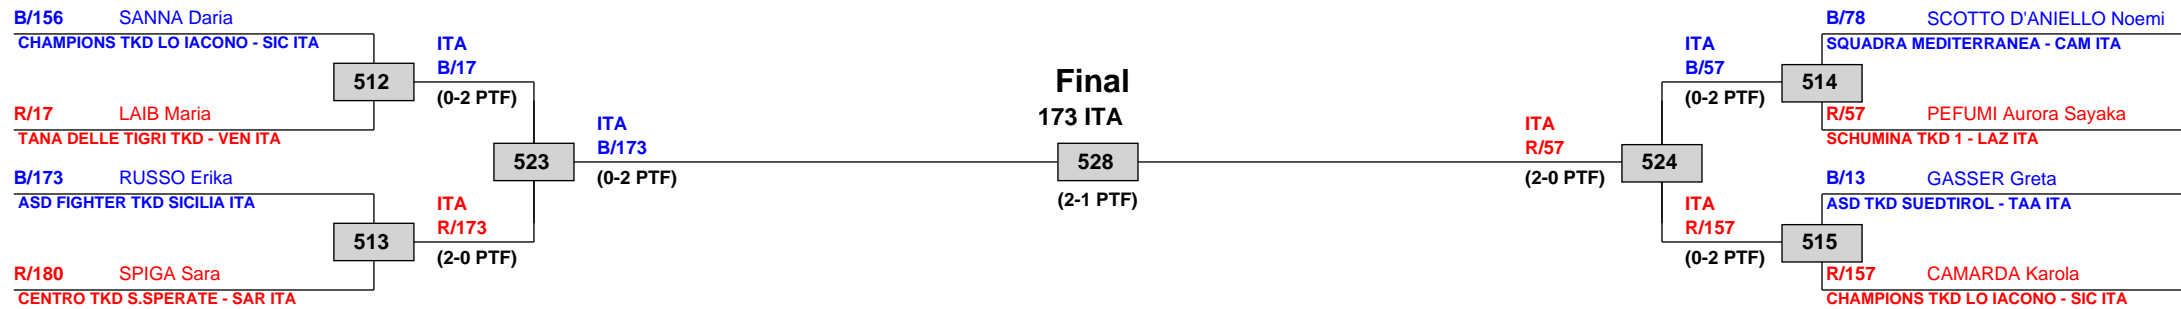 B/156 SANNA Daria
CHAMPIONS TKD LO IACONO - SIC ITA
512
R/17 LAIB Maria
TANA DELLE TIGRI TKD - VEN ITA
ITA
B/17
(0-2 PTF)
B/173 RUSSO Erika
ASD FIGHTER TKD SICILIA ITA
513
R/180 SPIGA Sara
CENTRO TKD S.SPERATE - SAR ITA
ITA
R/173
(2-0 PTF)
523
ITA
B/173
(0-2 PTF)
Final
173 ITA
528
(2-1 PTF)
ITA
R/57
(2-0 PTF)
524
ITA
B/57
(0-2 PTF)
ITA
R/157
(0-2 PTF)
B/78 SCOTTO D'ANIELLO Noemi
SQUADRA MEDITERRANEA - CAM ITA
514
R/57 PEFUMI Aurora Sayaka
SCHUMINA TKD 1 - LAZ ITA
B/13 GASSER Greta
ASD TKD SUEDTIROL - TAA ITA
515
R/157 CAMARDA Karola
CHAMPIONS TKD LO IACONO - SIC ITA